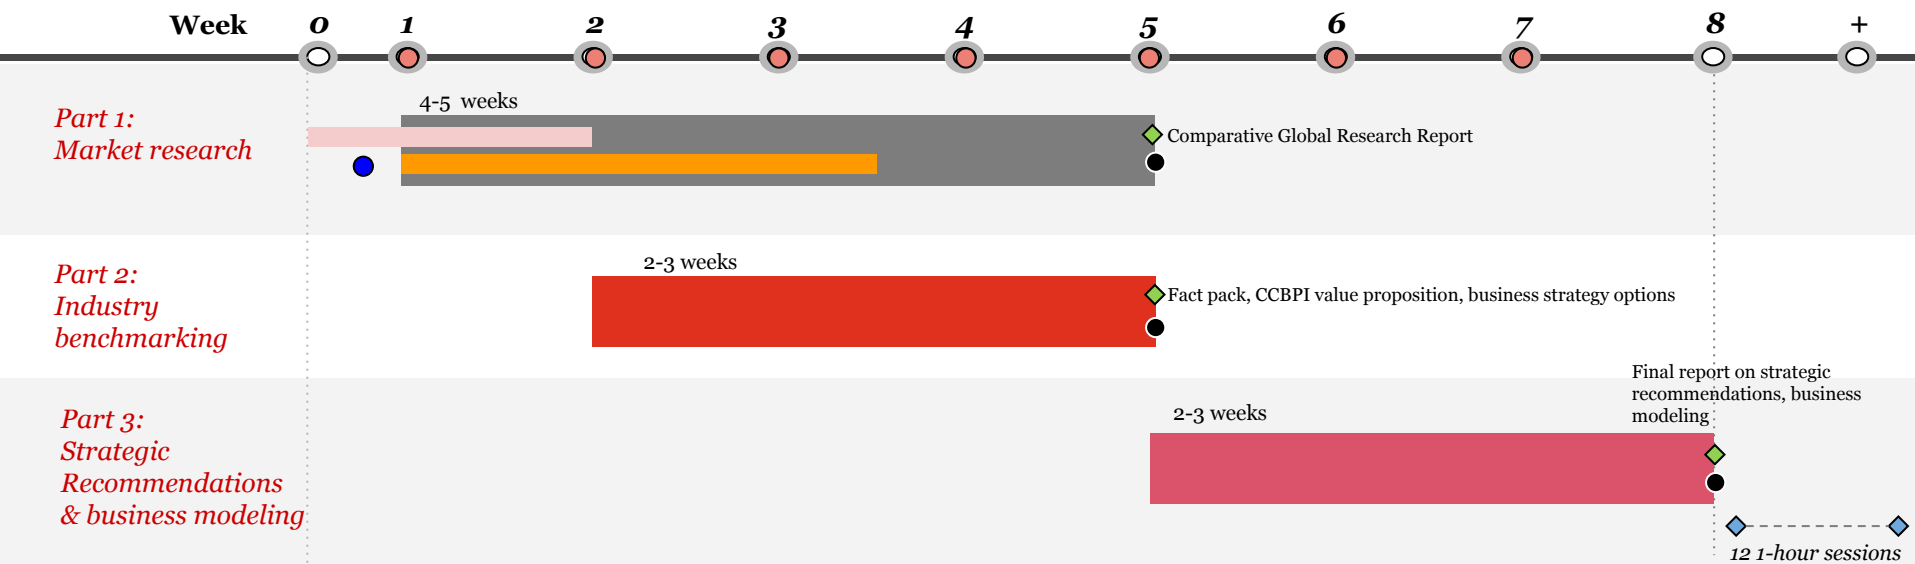 Week 0 1 2 3 4 5 6 7 8 +
Part 1:
Market research
4-5 weeks
Comparative Global Research Report
Part 2:
Industry
benchmarking
2-3 weeks
Fact pack, CCBPI value proposition, business strategy options
Part 3:
Strategic
Recommendations
& business modeling
2-3 weeks
Final report on strategic
recommendations, business
modeling
12 1-hour sessions